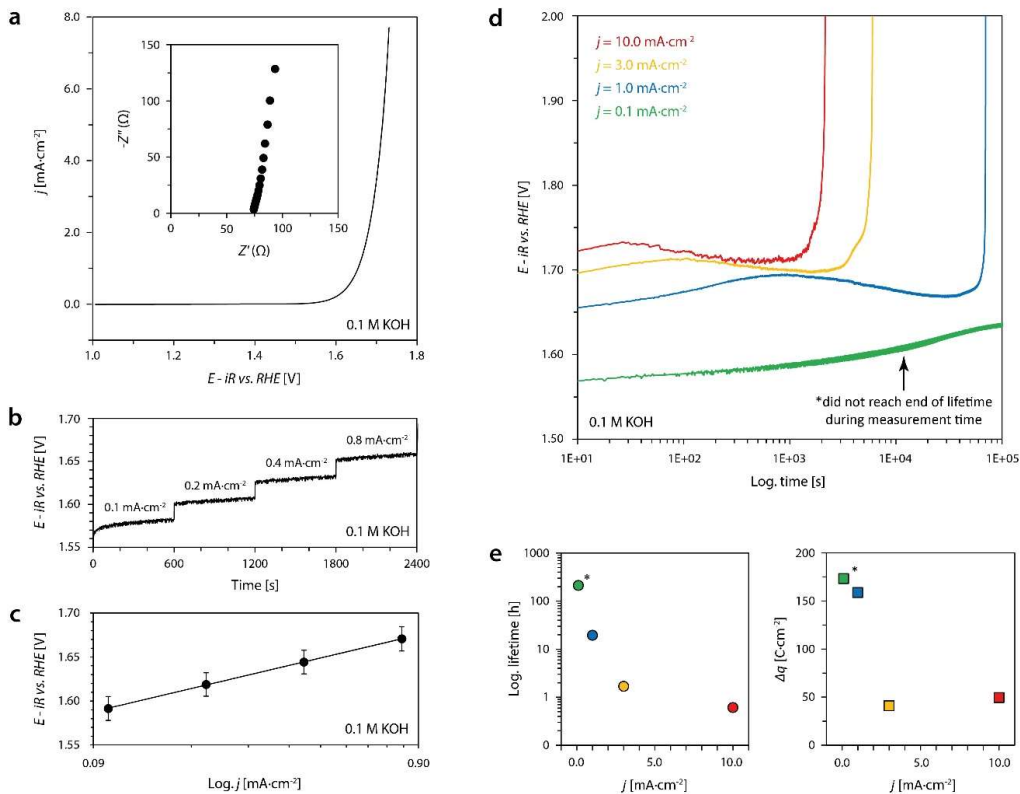 a
8.0
6.0
4.0
2.0
0.0
j [mA·cm⁻²]
150
100
50
0
-Z″ (Ω)
0 50 100 150
Z′ (Ω)
0.1 M KOH
1.0 1.2 1.4 1.6 1.8
E - iR vs. RHE [V]
b
1.70
1.65
1.60
1.55
E - iR vs. RHE [V]
0.1 mA·cm⁻²
0.2 mA·cm⁻²
0.4 mA·cm⁻²
0.8 mA·cm⁻²
0.1 M KOH
0 600 1200 1800 2400
Time [s]
c
1.70
1.65
1.60
1.55
E - iR vs. RHE [V]
0.1 M KOH
0.09 0.90
Log. j [mA·cm⁻²]
d
2.00
1.90
1.80
1.70
1.60
1.50
E - iR vs. RHE [V]
j = 10.0 mA·cm⁻²
j = 3.0 mA·cm⁻²
j = 1.0 mA·cm⁻²
j = 0.1 mA·cm⁻²
*did not reach end of lifetime
during measurement time
0.1 M KOH
1E+01 1E+02 1E+03 1E+04 1E+05
Log. time [s]
e
1000
100
10
1
0
Log. lifetime [h]
*
0.0 5.0 10.0
j [mA·cm⁻²]
200
150
100
50
0
Δq [C·cm⁻²]
*
0.0 5.0 10.0
j [mA·cm⁻²]